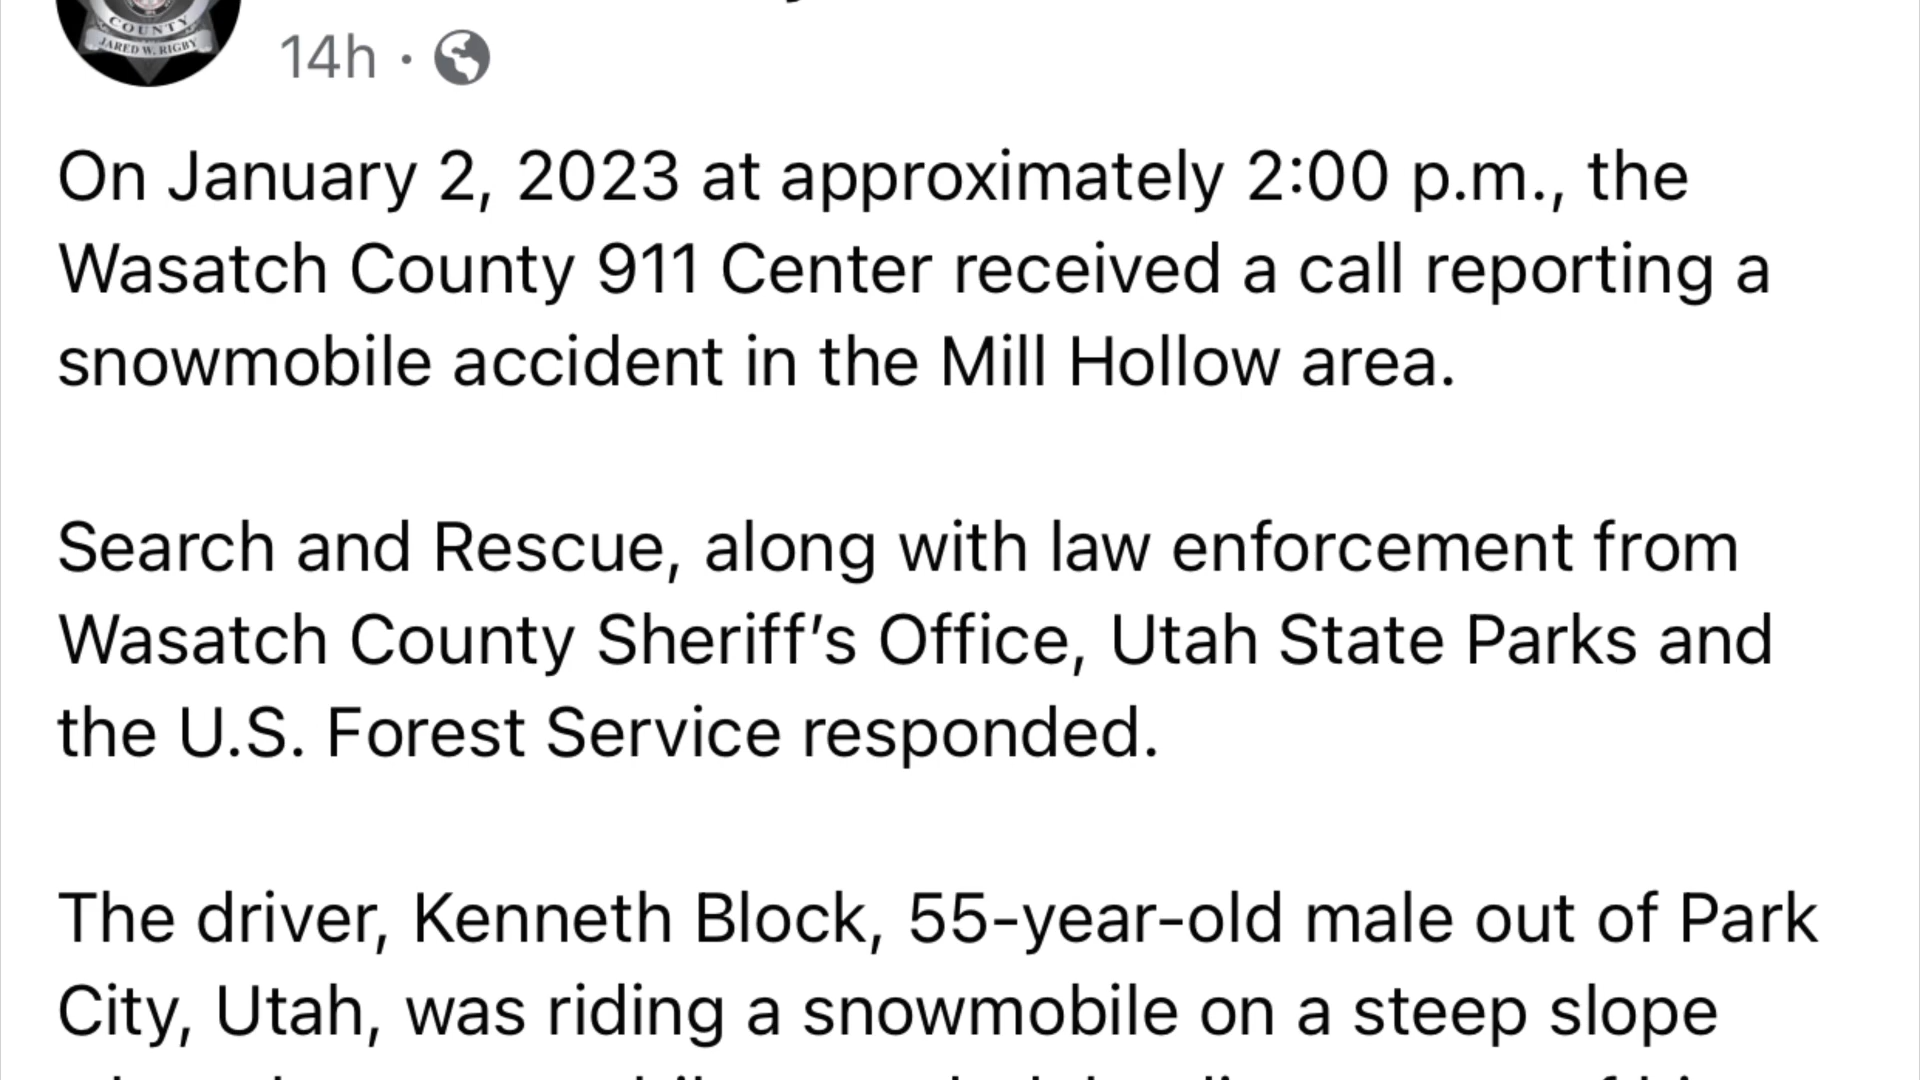 COUNTY
JARED W. RIGBY
14h ·
On January 2, 2023 at approximately 2:00 p.m., the
Wasatch County 911 Center received a call reporting a
snowmobile accident in the Mill Hollow area.
Search and Rescue, along with law enforcement from
Wasatch County Sheriff’s Office, Utah State Parks and
the U.S. Forest Service responded.
The driver, Kenneth Block, 55-year-old male out of Park
City, Utah, was riding a snowmobile on a steep slope